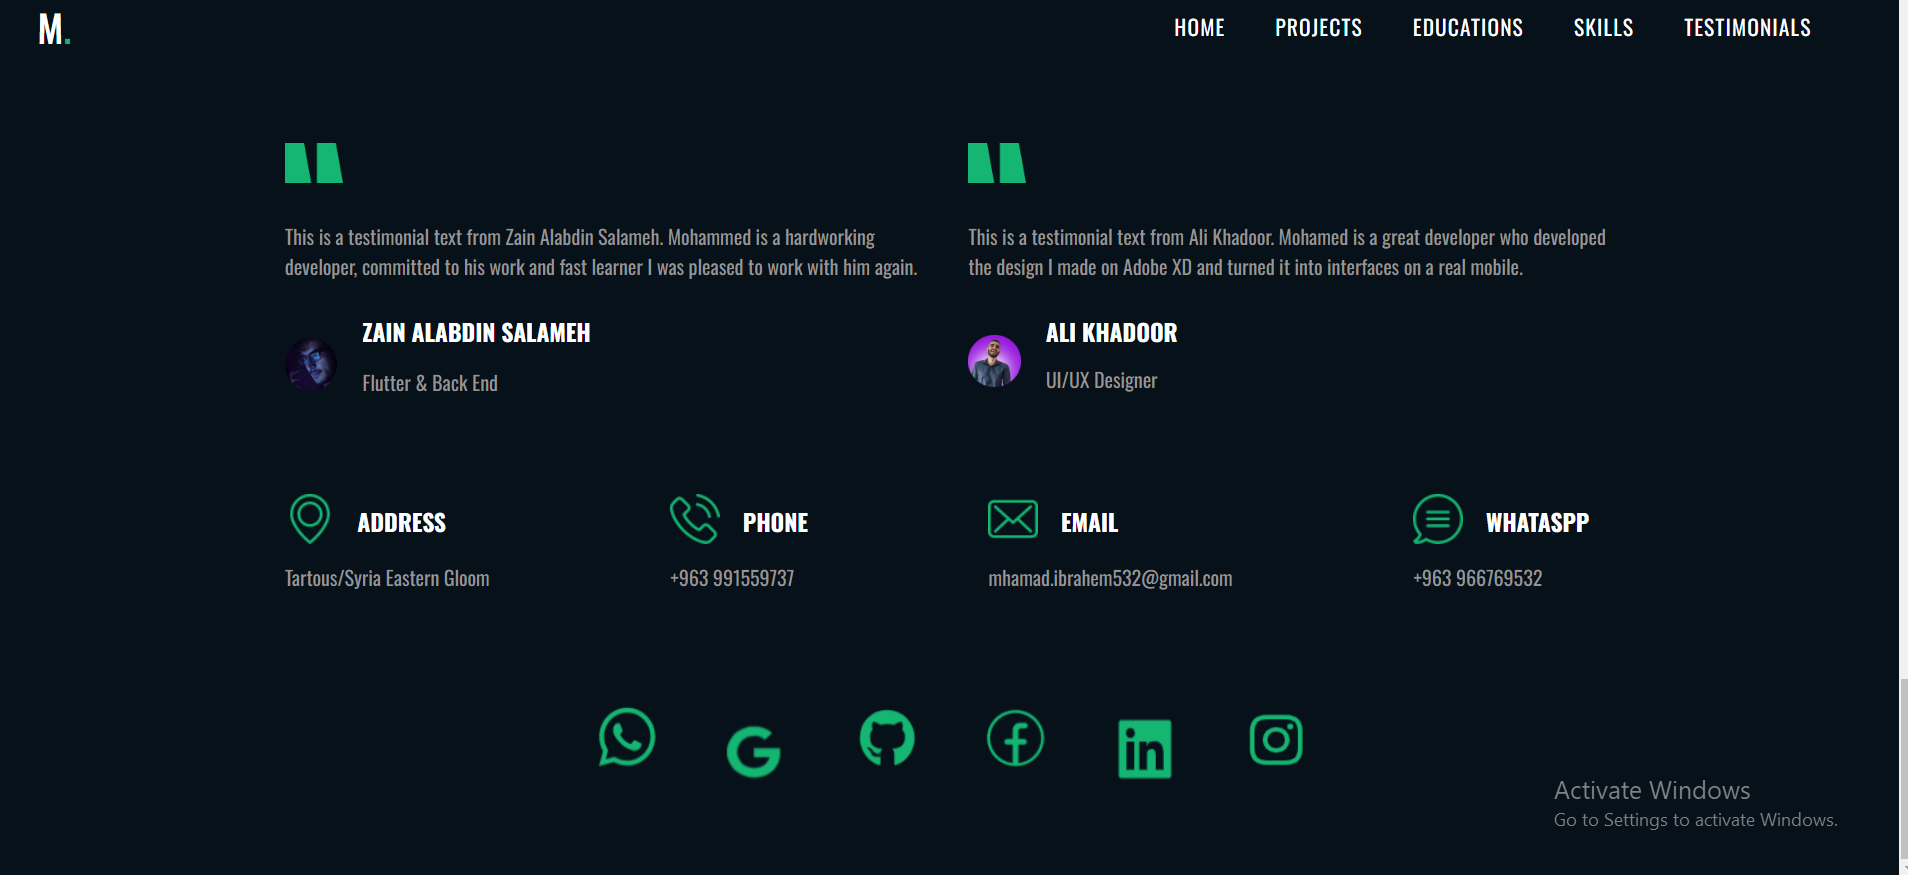 M.
HOME PROJECTS EDUCATIONS SKILLS TESTIMONIALS
This is a testimonial text from Zain Alabdin Salameh. Mohammed is a hardworking
developer, committed to his work and fast learner I was pleased to work with him again.
ZAIN ALABDIN SALAMEH
Flutter & Back End
This is a testimonial text from Ali Khadoor. Mohamed is a great developer who developed
the design I made on Adobe XD and turned it into interfaces on a real mobile.
ALI KHADOOR
UI/UX Designer
ADDRESS
Tartous/Syria Eastern Gloom
PHONE
+963 991559737
EMAIL
mhamad.ibrahem532@gmail.com
WHATASPP
+963 966769532
Activate Windows
Go to Settings to activate Windows.